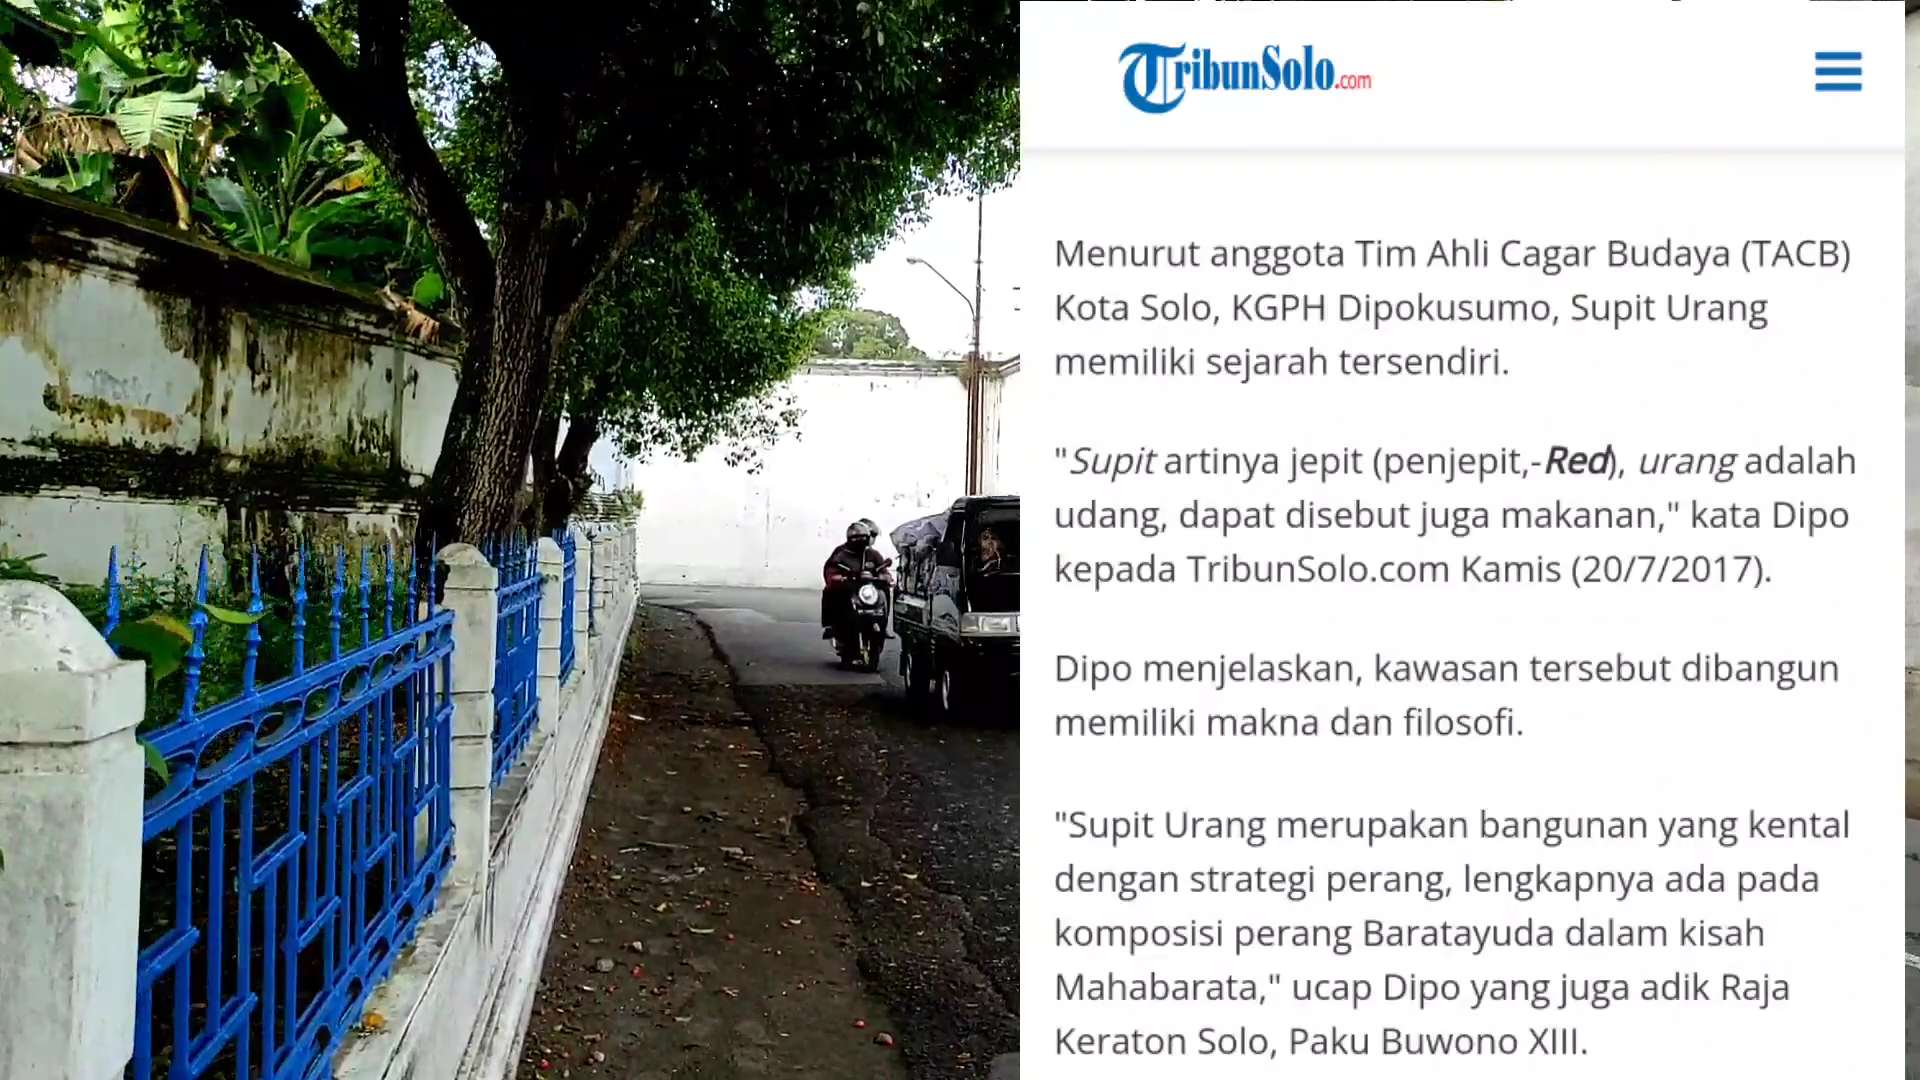 TribunSolo.com
Menurut anggota Tim Ahli Cagar Budaya (TACB)
Kota Solo, KGPH Dipokusumo, Supit Urang
memiliki sejarah tersendiri.
"Supit artinya jepit (penjepit,-Red), urang adalah
udang, dapat disebut juga makanan," kata Dipo
kepada TribunSolo.com Kamis (20/7/2017).
Dipo menjelaskan, kawasan tersebut dibangun
memiliki makna dan filosofi.
"Supit Urang merupakan bangunan yang kental
dengan strategi perang, lengkapnya ada pada
komposisi perang Baratayuda dalam kisah
Mahabarata," ucap Dipo yang juga adik Raja
Keraton Solo, Paku Buwono XIII.